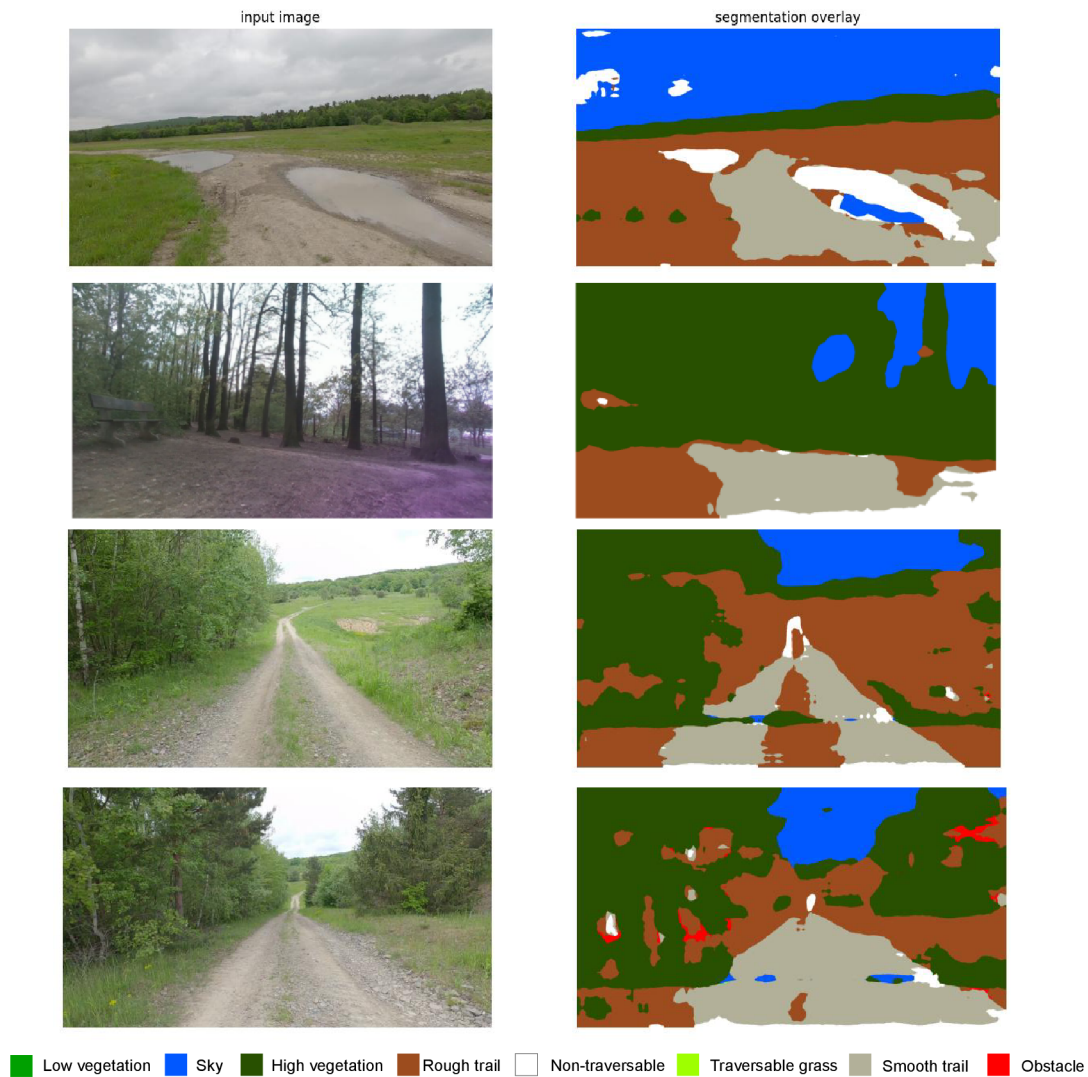 input image
segmentation overlay
Low vegetation
Sky
High vegetation
Rough trail
Non-traversable
Traversable grass
Smooth trail
Obstacle